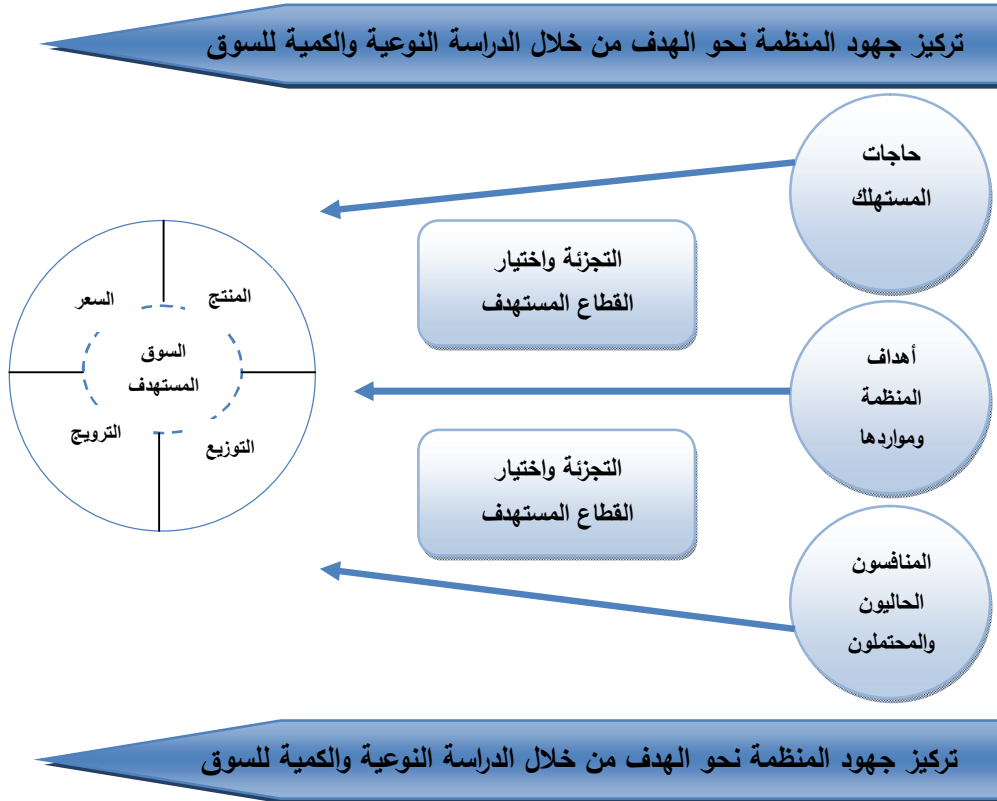 تركيز جهود المنظمة نحو الهدف من خلال الدراسة النوعية والكمية للسوق
حاجات
المستهلك
التجزئة واختيار
القطاع المستهدف
المنتج
السعر
السوق
المستهدف
أهداف
المنظمة
ومواردها
التوزيع
الترويج
التجزئة واختيار
القطاع المستهدف
المنافسون
الحاليون
والمحتملون
تركيز جهود المنظمة نحو الهدف من خلال الدراسة النوعية والكمية للسوق